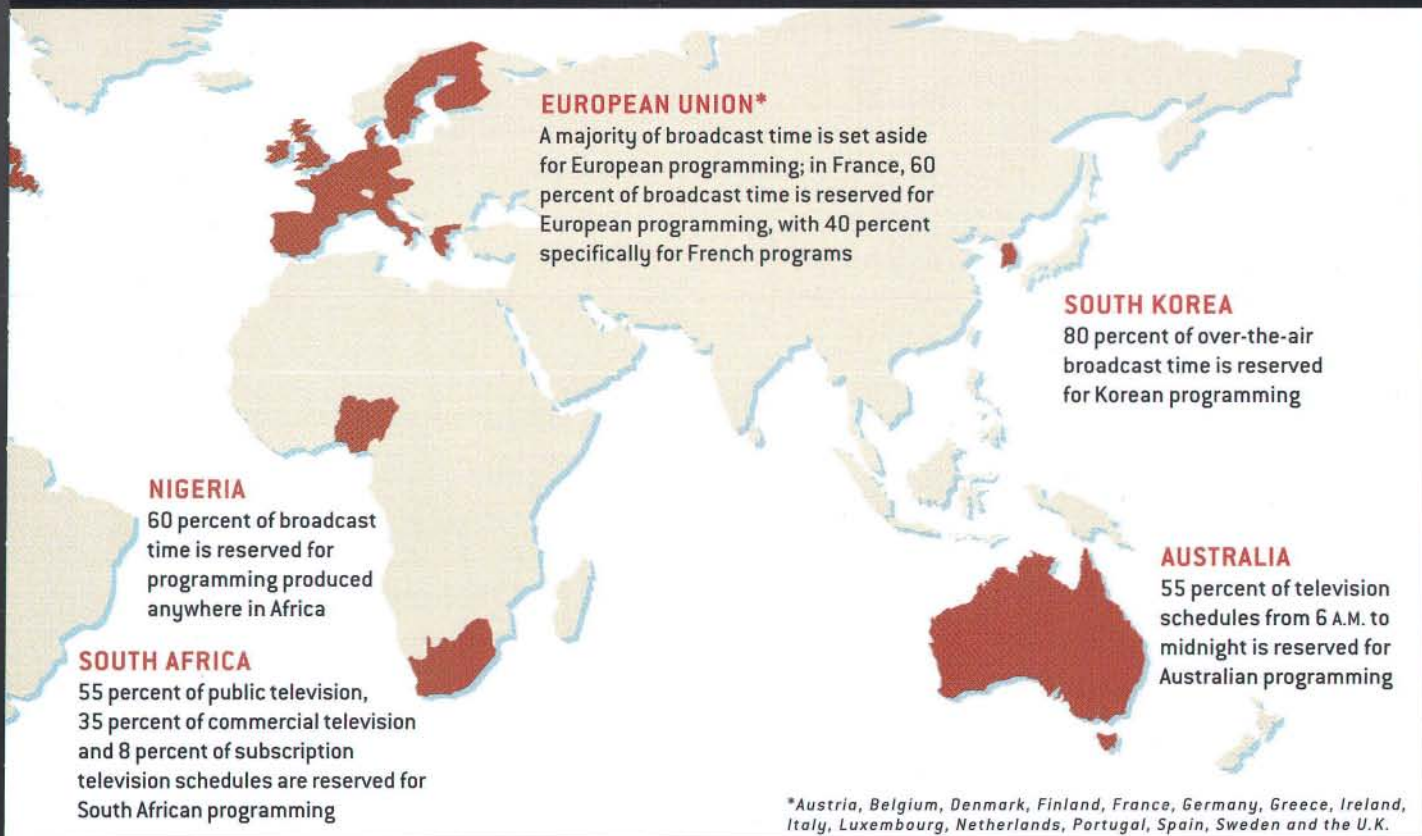 EUROPEAN UNION*
A majority of broadcast time is set aside
for European programming; in France, 60
percent of broadcast time is reserved for
European programming, with 40 percent
specifically for French programs
SOUTH KOREA
80 percent of over-the-air
broadcast time is reserved
for Korean programming
NIGERIA
60 percent of broadcast
time is reserved for
programming produced
anywhere in Africa
AUSTRALIA
55 percent of television
schedules from 6 A.M. to
midnight is reserved for
Australian programming
SOUTH AFRICA
55 percent of public television,
35 percent of commercial television
and 8 percent of subscription
television schedules are reserved for
South African programming
*Austria, Belgium, Denmark, Finland, France, Germany, Greece, Ireland,
Italy, Luxembourg, Netherlands, Portugal, Spain, Sweden and the U.K.